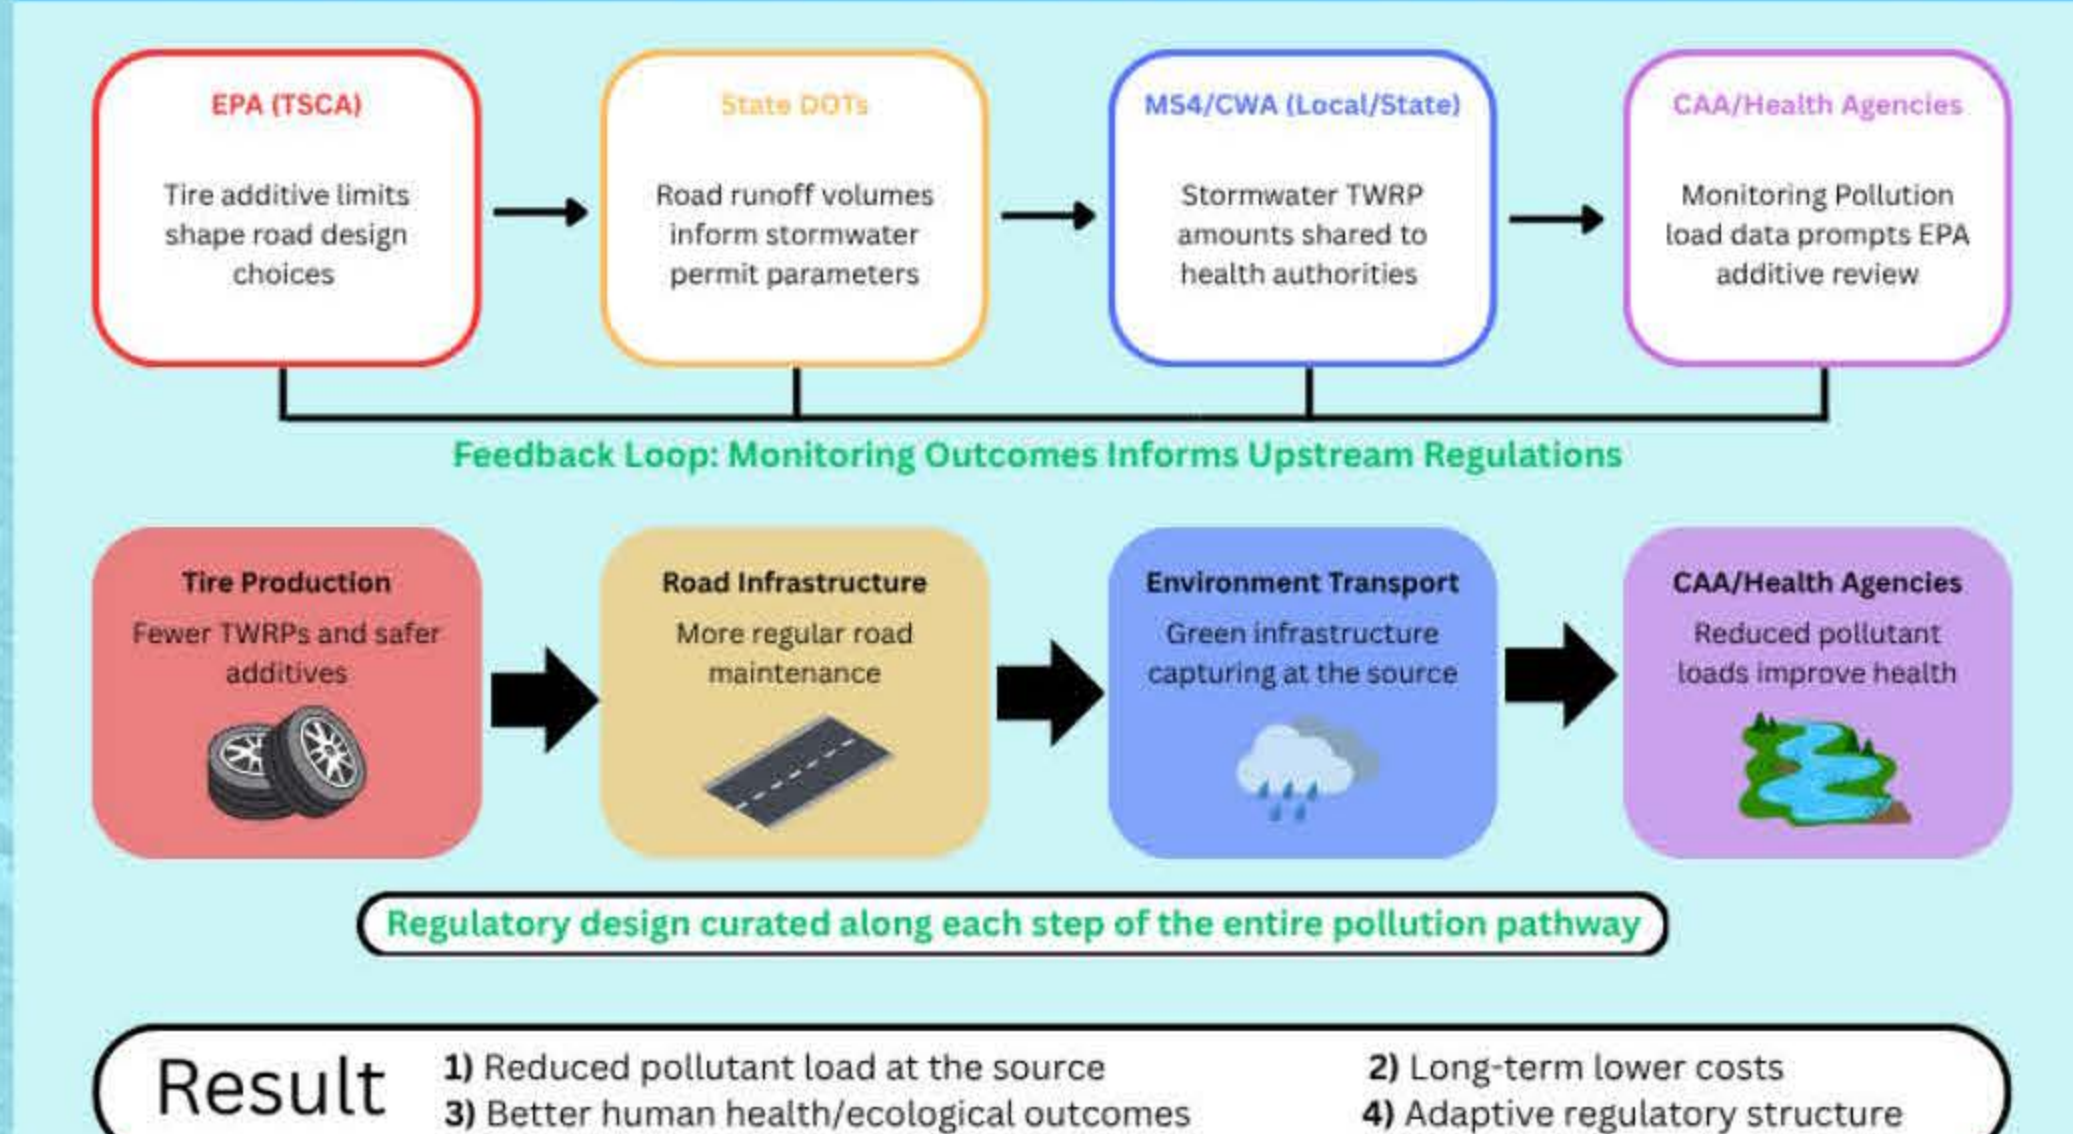 EPA (TSCA)
Tire additive limits
shape road design
choices
State DOTs
Road runoff volumes
inform stormwater
permit parameters
MS4/CWA (Local/State)
Stormwater TWRP
amounts shared to
health authorities
CAA/Health Agencies
Monitoring Pollution
load data prompts EPA
additive review
Feedback Loop: Monitoring Outcomes Informs Upstream Regulations
Tire Production
Fewer TWRPs and safer
additives
Road Infrastructure
More regular road
maintenance
Environment Transport
Green infrastructure
capturing at the source
CAA/Health Agencies
Reduced pollutant
loads improve health
Regulatory design curated along each step of the entire pollution pathway
Result
1) Reduced pollutant load at the source
2) Long-term lower costs
3) Better human health/ecological outcomes
4) Adaptive regulatory structure